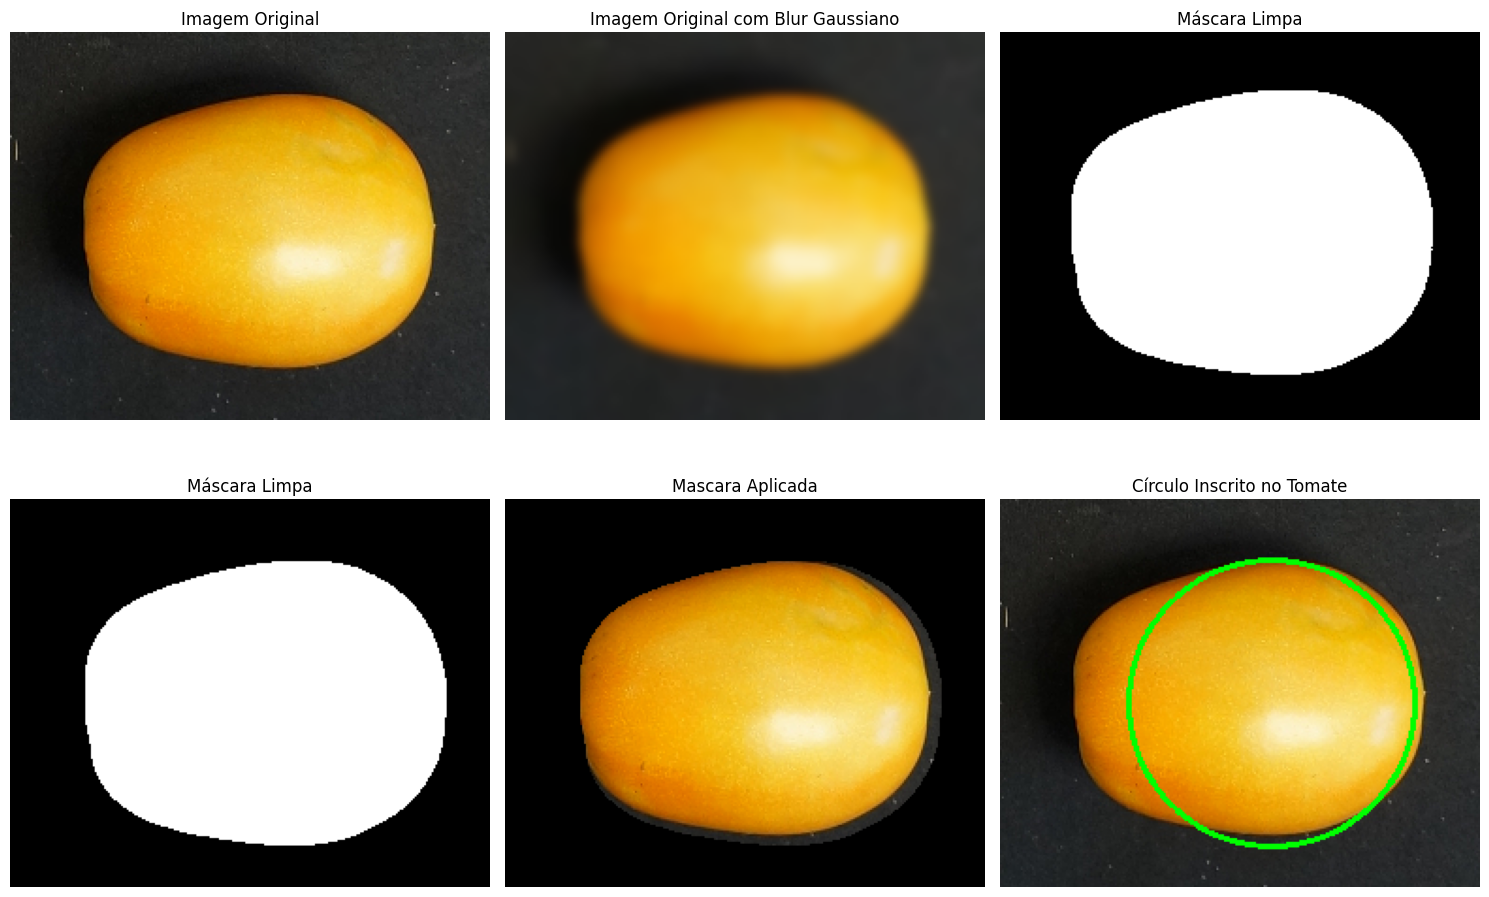 Imagem Original
Imagem Original com Blur Gaussiano
Máscara Limpa
Máscara Limpa
Mascara Aplicada
Círculo Inscrito no Tomate